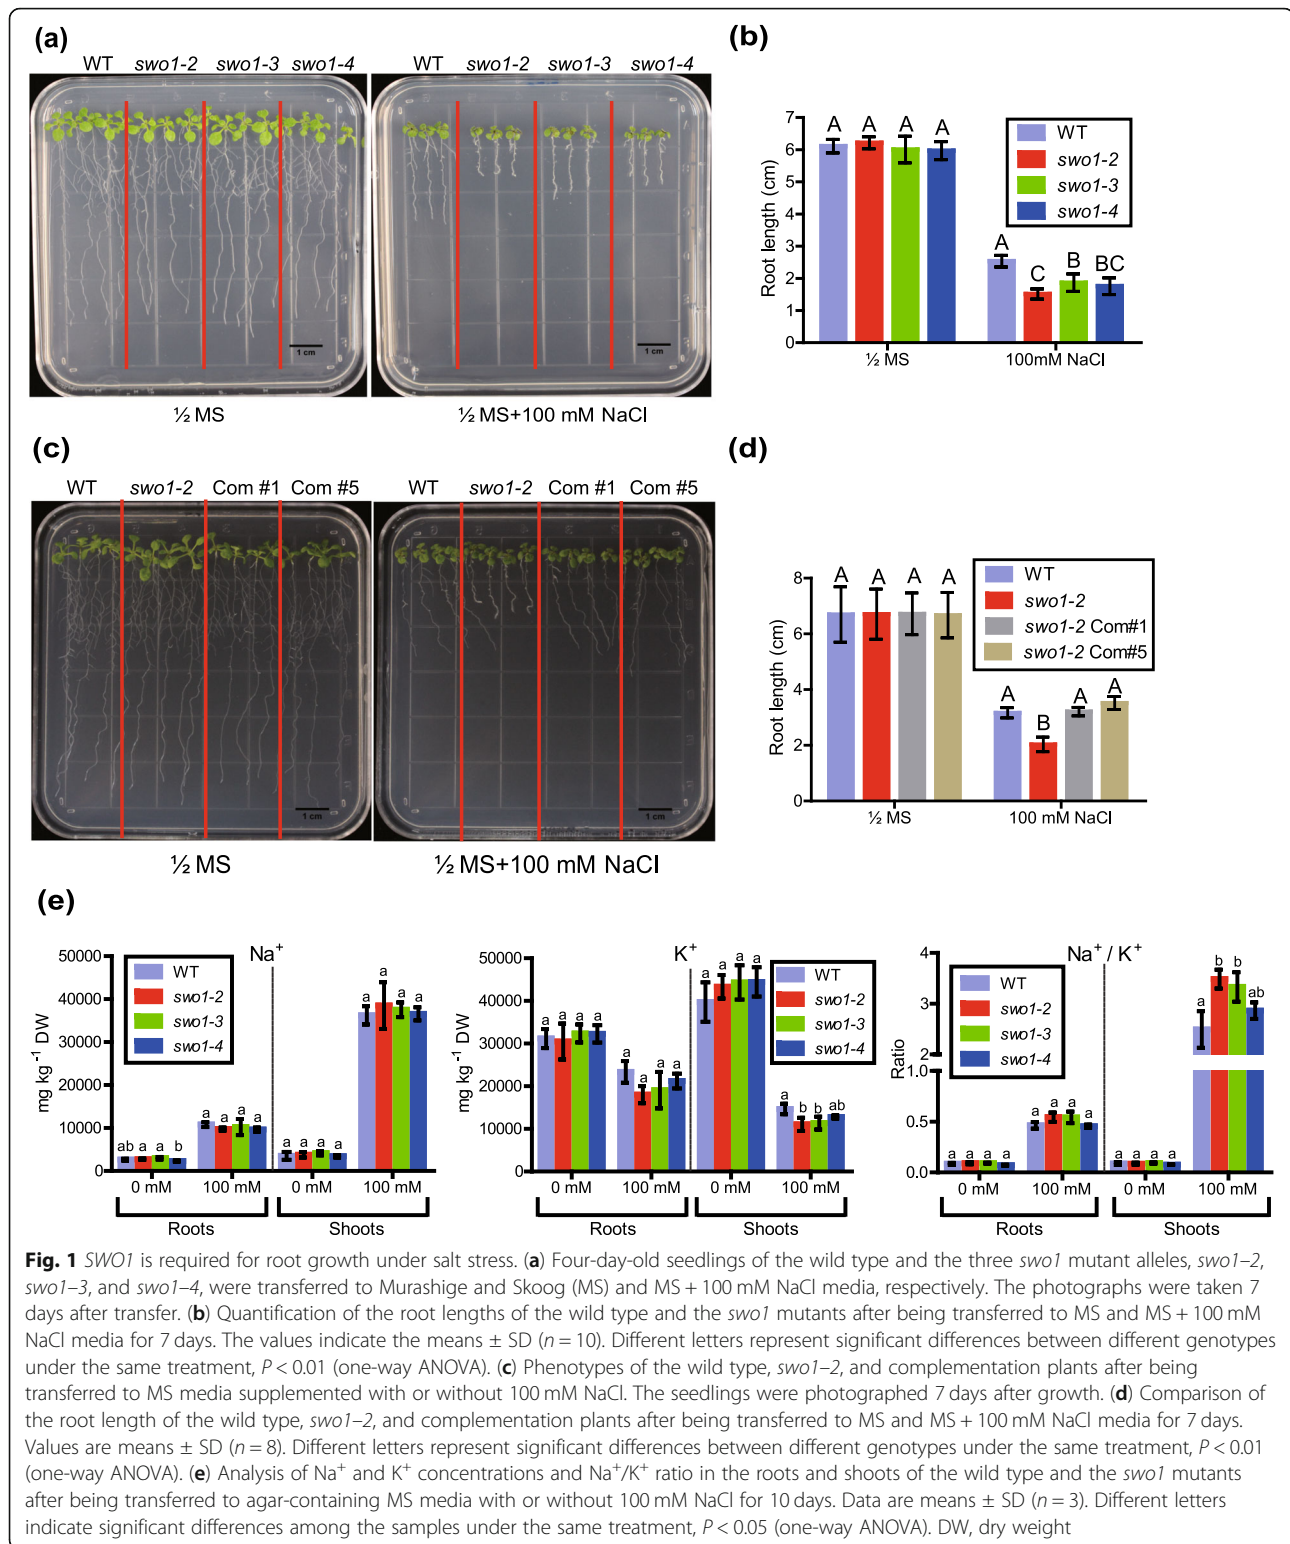 (a)
WT swo1-2 swo1-3 swo1-4
WT swo1-2 swo1-3 swo1-4
1 cm
1 cm
½ MS
½ MS+100 mM NaCl
(b)
Root length (cm)
7
6
5
4
3
2
1
0
A A A A
A C B BC
WT
swo1-2
swo1-3
swo1-4
½ MS
100mM NaCl
(c)
WT swo1-2 Com #1 Com #5
WT swo1-2 Com #1 Com #5
1 cm
1 cm
½ MS
½ MS+100 mM NaCl
(d)
Root length (cm)
8
6
4
2
0
A A A A
A B A A
WT
swo1-2
swo1-2 Com#1
swo1-2 Com#5
½ MS
100 mM NaCl
(e)
Na⁺
mg kg⁻¹ DW
50000
40000
30000
20000
10000
0
WT
swo1-2
swo1-3
swo1-4
ab a a b
a a a a
a a a a
a a a a
0 mM 100 mM 0 mM 100 mM
Roots Shoots
K⁺
mg kg⁻¹ DW
50000
40000
30000
20000
10000
0
WT
swo1-2
swo1-3
swo1-4
a a a a
a a a a
a a a a
a b b ab
0 mM 100 mM 0 mM 100 mM
Roots Shoots
Na⁺ / K⁺
Ratio
4
3
2
1.0
0.5
0.0
WT
swo1-2
swo1-3
swo1-4
a a a a
a a a a
a a a a
a b b ab
0 mM 100 mM 0 mM 100 mM
Roots Shoots
Fig. 1 SWO1 is required for root growth under salt stress. (a) Four-day-old seedlings of the wild type and the three swo1 mutant alleles, swo1–2,
swo1–3, and swo1–4, were transferred to Murashige and Skoog (MS) and MS + 100 mM NaCl media, respectively. The photographs were taken 7
days after transfer. (b) Quantification of the root lengths of the wild type and the swo1 mutants after being transferred to MS and MS + 100 mM
NaCl media for 7 days. The values indicate the means ± SD (n = 10). Different letters represent significant differences between different genotypes
under the same treatment, P < 0.01 (one-way ANOVA). (c) Phenotypes of the wild type, swo1–2, and complementation plants after being
transferred to MS media supplemented with or without 100 mM NaCl. The seedlings were photographed 7 days after growth. (d) Comparison of
the root length of the wild type, swo1–2, and complementation plants after being transferred to MS and MS + 100 mM NaCl media for 7 days.
Values are means ± SD (n = 8). Different letters represent significant differences between different genotypes under the same treatment, P < 0.01
(one-way ANOVA). (e) Analysis of Na⁺ and K⁺ concentrations and Na⁺/K⁺ ratio in the roots and shoots of the wild type and the swo1 mutants
after being transferred to agar-containing MS media with or without 100 mM NaCl for 10 days. Data are means ± SD (n = 3). Different letters
indicate significant differences among the samples under the same treatment, P < 0.05 (one-way ANOVA). DW, dry weight